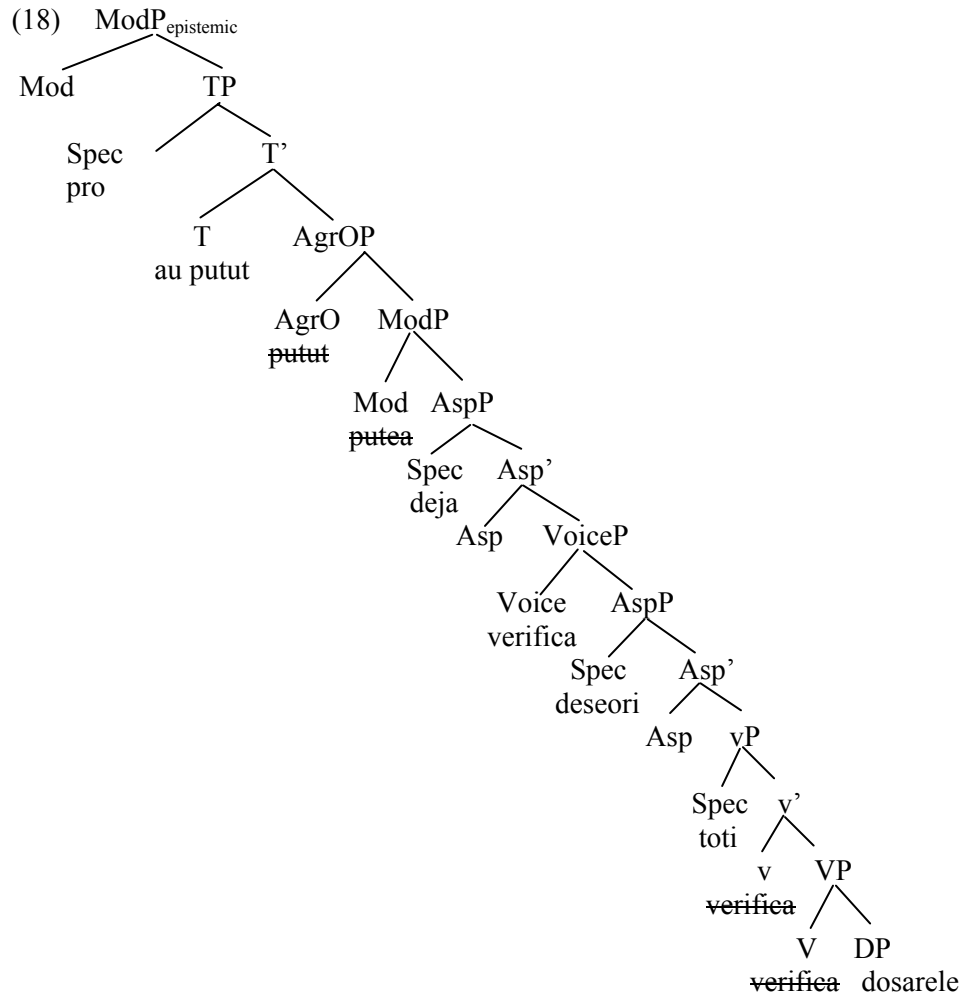 (18) ModPepistemic
Mod TP
Spec T’
pro
T AgrOP
au putut
AgrO ModP
putut
Mod AspP
putea
Spec Asp’
deja
Asp VoiceP
Voice AspP
verifica
Spec Asp’
deseori
Asp vP
Spec v’
toti
v VP
verifica
V DP
verifica dosarele